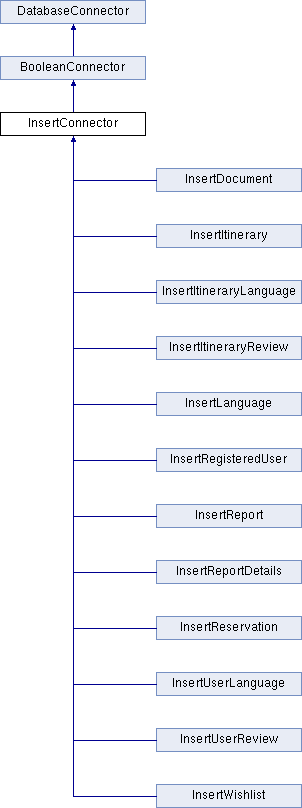 DatabaseConnector
BooleanConnector
InsertConnector
InsertDocument
InsertItinerary
InsertItineraryLanguage
InsertItineraryReview
InsertLanguage
InsertRegisteredUser
InsertReport
InsertReportDetails
InsertReservation
InsertUserLanguage
InsertUserReview
InsertWishlist